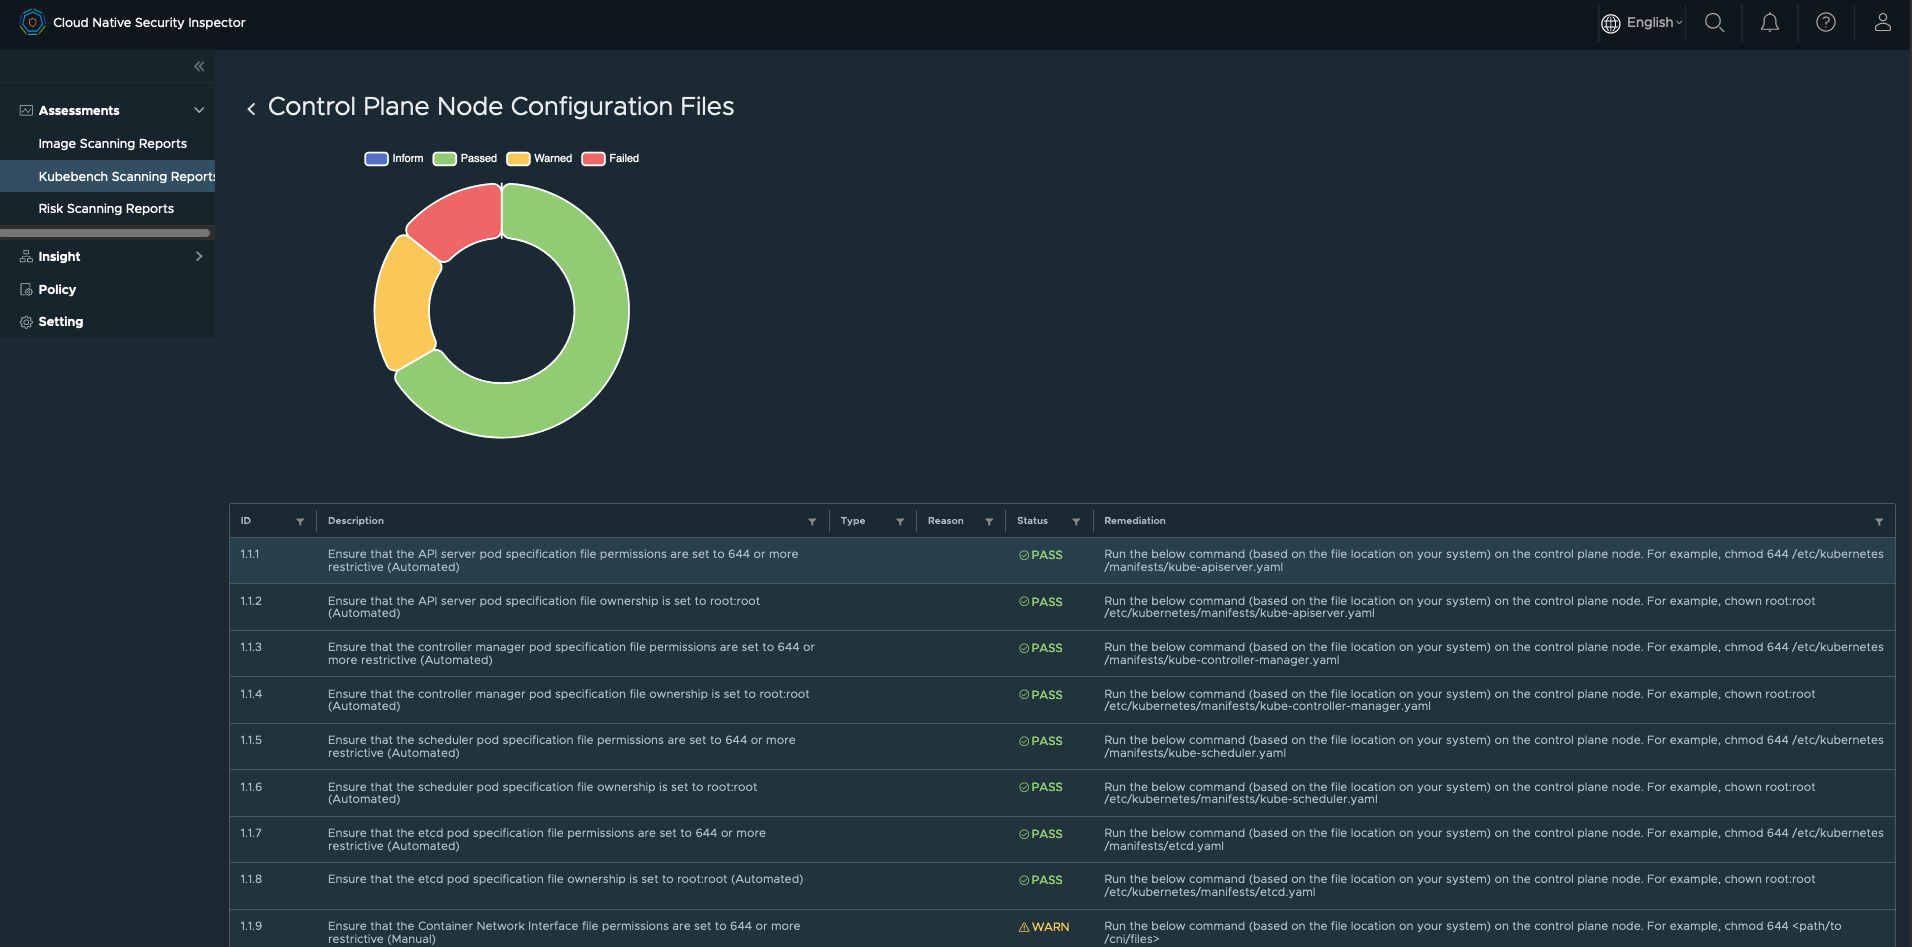 Cloud Native Security Inspector
English
Assessments
Image Scanning Reports
Kubebench Scanning Reports
Risk Scanning Reports
Insight
Policy
Setting
Control Plane Node Configuration Files
Inform Passed Warned Failed
ID Description Type Reason Status Remediation
1.1.1 Ensure that the API server pod specification file permissions are set to 644 or more PASS Run the below command (based on the file location on your system) on the control plane node. For example, chmod 644 /etc/kubernetes
restrictive (Automated) /manifests/kube-apiserver.yaml
1.1.2 Ensure that the API server pod specification file ownership is set to root:root PASS Run the below command (based on the file location on your system) on the control plane node. For example, chown root:root
(Automated) /etc/kubernetes/manifests/kube-apiserver.yaml
1.1.3 Ensure that the controller manager pod specification file permissions are set to 644 or PASS Run the below command (based on the file location on your system) on the control plane node. For example, chmod 644 /etc/kubernetes
more restrictive (Automated) /manifests/kube-controller-manager.yaml
1.1.4 Ensure that the controller manager pod specification file ownership is set to root:root PASS Run the below command (based on the file location on your system) on the control plane node. For example, chown root:root
(Automated) /etc/kubernetes/manifests/kube-controller-manager.yaml
1.1.5 Ensure that the scheduler pod specification file permissions are set to 644 or more PASS Run the below command (based on the file location on your system) on the control plane node. For example, chmod 644 /etc/kubernetes
restrictive (Automated) /manifests/kube-scheduler.yaml
1.1.6 Ensure that the scheduler pod specification file ownership is set to root:root PASS Run the below command (based on the file location on your system) on the control plane node. For example, chown root:root
(Automated) /etc/kubernetes/manifests/kube-scheduler.yaml
1.1.7 Ensure that the etcd pod specification file permissions are set to 644 or more PASS Run the below command (based on the file location on your system) on the control plane node. For example, chmod 644 /etc/kubernetes
restrictive (Automated) /manifests/etcd.yaml
1.1.8 Ensure that the etcd pod specification file ownership is set to root:root (Automated) PASS Run the below command (based on the file location on your system) on the control plane node. For example, chown root:root
/etc/kubernetes/manifests/etcd.yaml
1.1.9 Ensure that the Container Network Interface file permissions are set to 644 or more WARN Run the below command (based on the file location on your system) on the control plane node. For example, chmod 644 <path/to
restrictive (Manual) /cni/files>